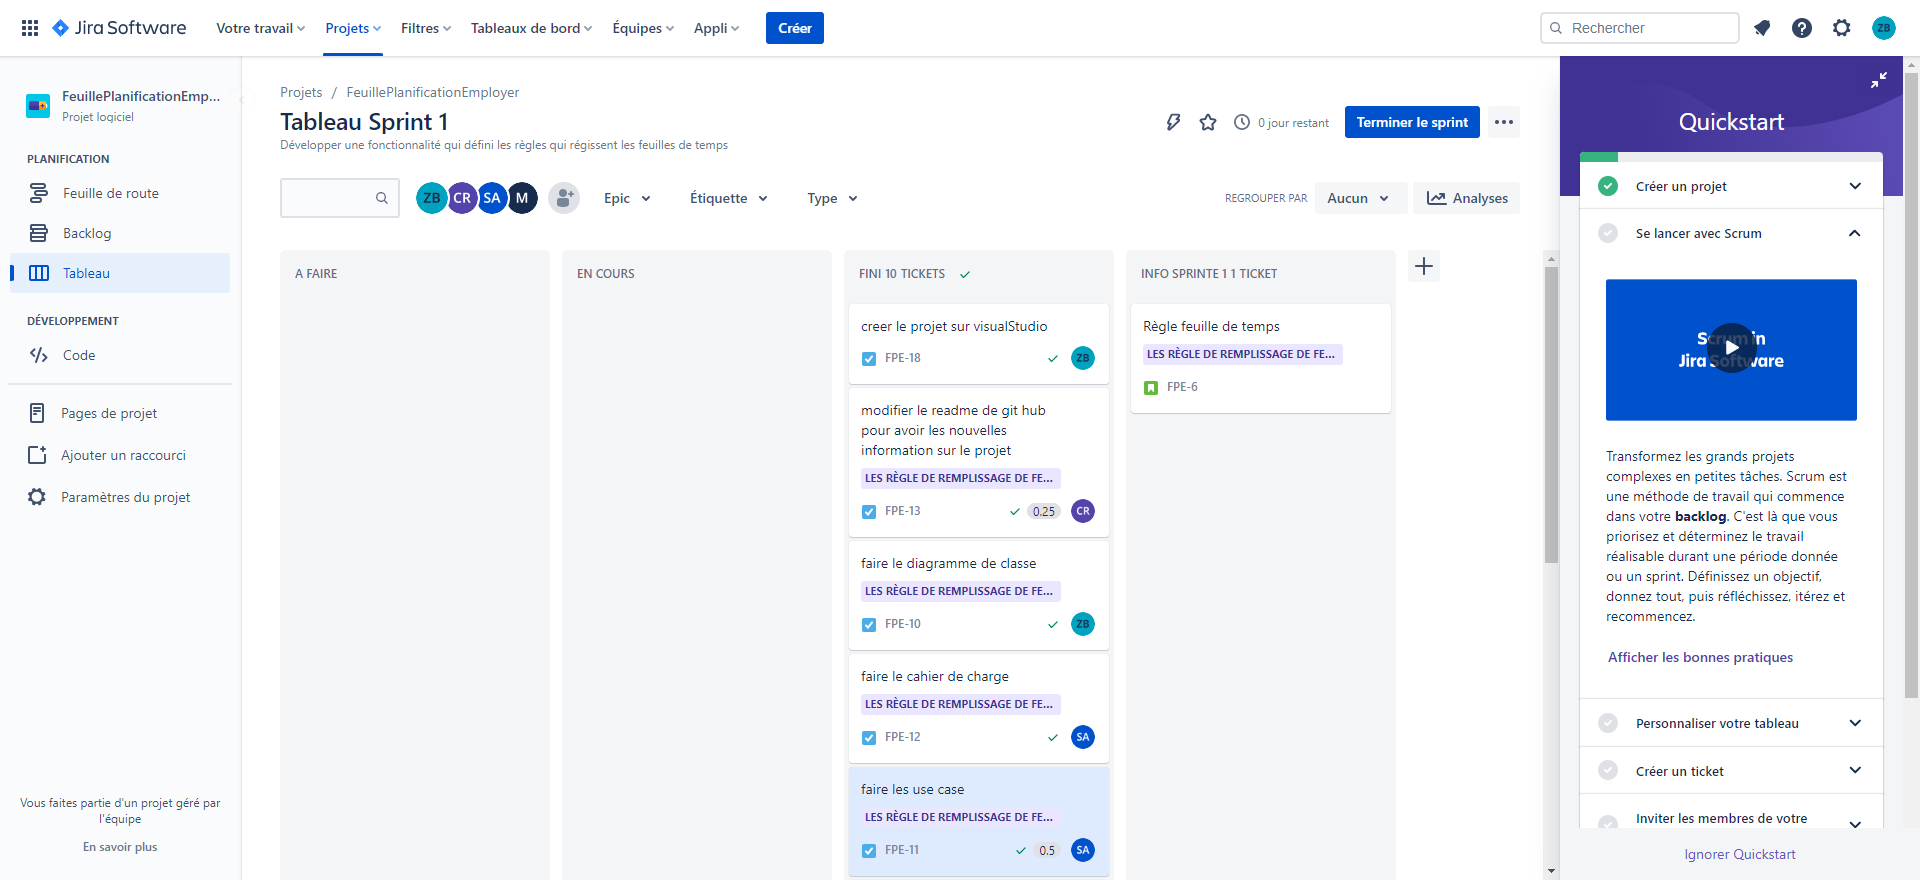 Jira Software
Votre travail
Projets
Filtres
Tableaux de bord
Équipes
Appli
Créer
Rechercher
ZB
FeuillePlanificationEmp...
Projet logiciel
PLANIFICATION
Feuille de route
Backlog
Tableau
DÉVELOPPEMENT
Code
Pages de projet
Ajouter un raccourci
Paramètres du projet
Vous faites partie d'un projet géré par
l'équipe
En savoir plus
Projets / FeuillePlanificationEmployer
Tableau Sprint 1
Développer une fonctionnalité qui défini les règles qui régissent les feuilles de temps
0 jour restant
Terminer le sprint
ZB CR SA M
Epic
Étiquette
Type
REGROUPER PAR
Aucun
Analyses
A FAIRE
EN COURS
FINI 10 TICKETS
creer le projet sur visualStudio
FPE-18
ZB
modifier le readme de git hub
pour avoir les nouvelles
information sur le projet
LES RÈGLE DE REMPLISSAGE DE FE...
FPE-13
0.25
CR
faire le diagramme de classe
LES RÈGLE DE REMPLISSAGE DE FE...
FPE-10
ZB
faire le cahier de charge
LES RÈGLE DE REMPLISSAGE DE FE...
FPE-12
SA
faire les use case
LES RÈGLE DE REMPLISSAGE DE FE...
FPE-11
0.5
SA
INFO SPRINTE 1 1 TICKET
Règle feuille de temps
LES RÈGLE DE REMPLISSAGE DE FE...
FPE-6
Quickstart
Créer un projet
Se lancer avec Scrum
Scrum in
Jira Software
Transformez les grands projets
complexes en petites tâches. Scrum est
une méthode de travail qui commence
dans votre backlog. C'est là que vous
priorisez et déterminez le travail
réalisable durant une période donnée
ou un sprint. Définissez un objectif,
donnez tout, puis réfléchissez, itérez et
recommencez.
Afficher les bonnes pratiques
Personnaliser votre tableau
Créer un ticket
Inviter les membres de votre
Ignorer Quickstart